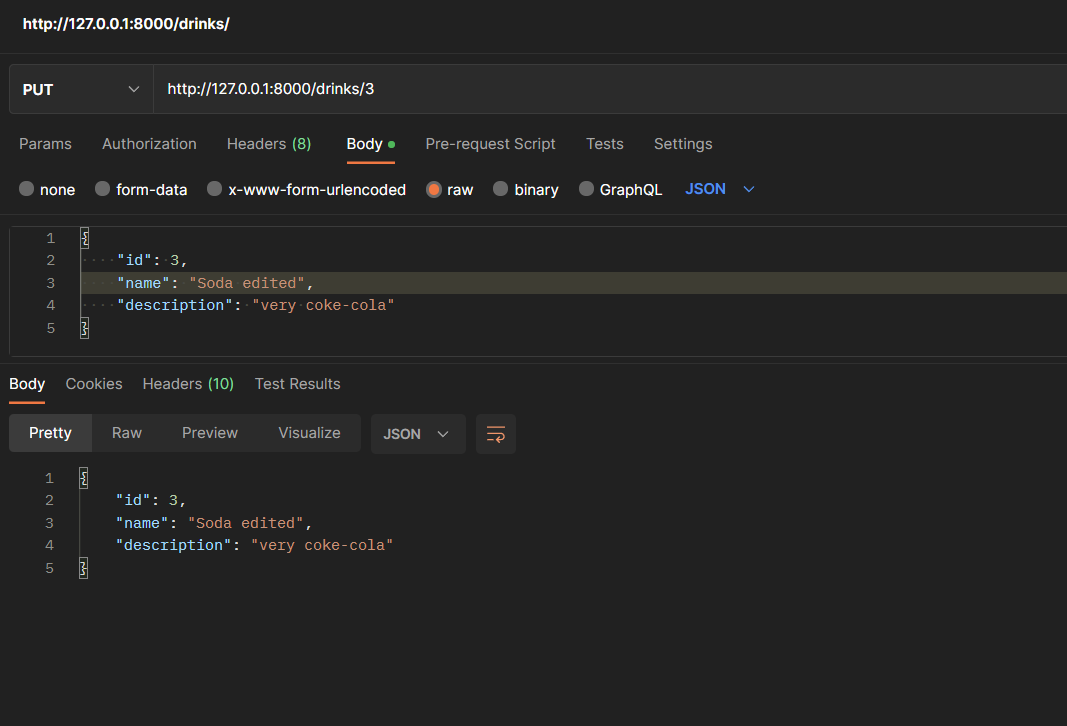 http://127.0.0.1:8000/drinks/
PUT http://127.0.0.1:8000/drinks/3
Params Authorization Headers (8) Body Pre-request Script Tests Settings
none form-data x-www-form-urlencoded raw binary GraphQL JSON
1 {
2 "id": 3,
3 "name": "Soda edited",
4 "description": "very coke-cola"
5 }
Body Cookies Headers (10) Test Results
Pretty Raw Preview Visualize JSON
1 {
2 "id": 3,
3 "name": "Soda edited",
4 "description": "very coke-cola"
5 }